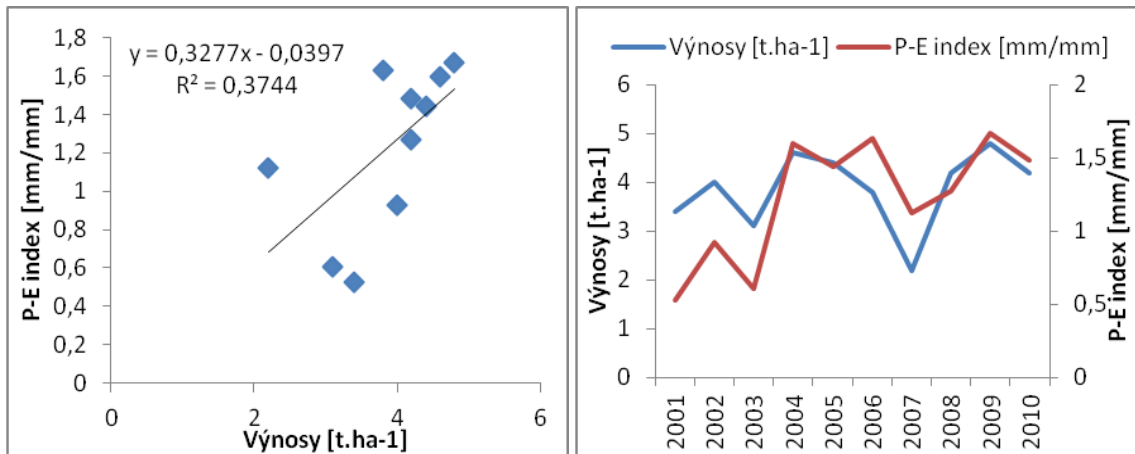 y = 0,3277x - 0,0397
R² = 0,3744
P-E index [mm/mm]
1,8
1,6
1,4
1,2
1
0,8
0,6
0,4
0,2
0
0 2 4 6
Výnosy [t.ha-1]
Výnosy [t.ha-1] P-E index [mm/mm]
Výnosy [t.ha-1]
6
5
4
3
2
1
0
2
1,5
1
0,5
0
P-E index [mm/mm]
2001 2002 2003 2004 2005 2006 2007 2008 2009 2010